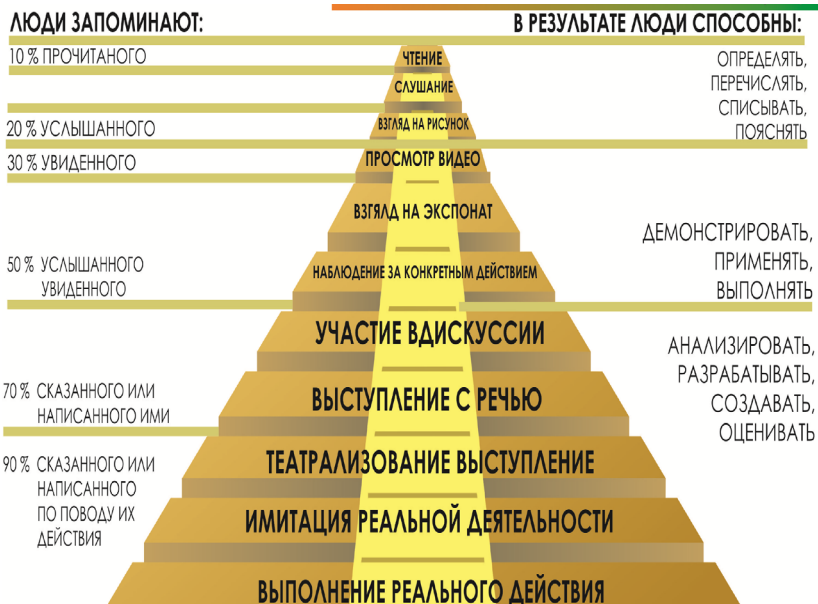 ЛЮДИ ЗАПОМИНАЮТ:
10 % ПРОЧИТАНОГО
20 % УСЛЫШАННОГО
30 % УВИДЕННОГО
50 % УСЛЫШАННОГО
УВИДЕННОГО
70 % СКАЗАННОГО ИЛИ
НАПИСАННОГО ИМИ
90 % СКАЗАННОГО ИЛИ
НАПИСАННОГО
ПО ПОВОДУ ИХ
ДЕЙСТВИЯ
ЧТЕНИЕ
СЛУШАНИЕ
ВЗГЛЯД НА РИСУНОК
ПРОСМОТР ВИДЕО
ВЗГЯЛД НА ЭКСПОНАТ
НАБЛЮДЕНИЕ ЗА КОНКРЕТНЫМ ДЕЙСТВИЕМ
УЧАСТИЕ ВДИСКУССИИ
ВЫСТУПЛЕНИЕ С РЕЧЬЮ
ТЕАТРАЛИЗОВАНИЕ ВЫСТУПЛЕНИЕ
ИМИТАЦИЯ РЕАЛЬНОЙ ДЕЯТЕЛЬНОСТИ
ВЫПОЛНЕНИЕ РЕАЛЬНОГО ДЕЙСТВИЯ
В РЕЗУЛЬТАТЕ ЛЮДИ СПОСОБНЫ:
ОПРЕДЕЛЯТЬ,
ПЕРЕЧИСЛЯТЬ,
СПИСЫВАТЬ,
ПОЯСНЯТЬ
ДЕМОНСТРИРОВАТЬ,
ПРИМЕНЯТЬ,
ВЫПОЛНЯТЬ
АНАЛИЗИРОВАТЬ,
РАЗРАБАТЫВАТЬ,
СОЗДАВАТЬ,
ОЦЕНИВАТЬ